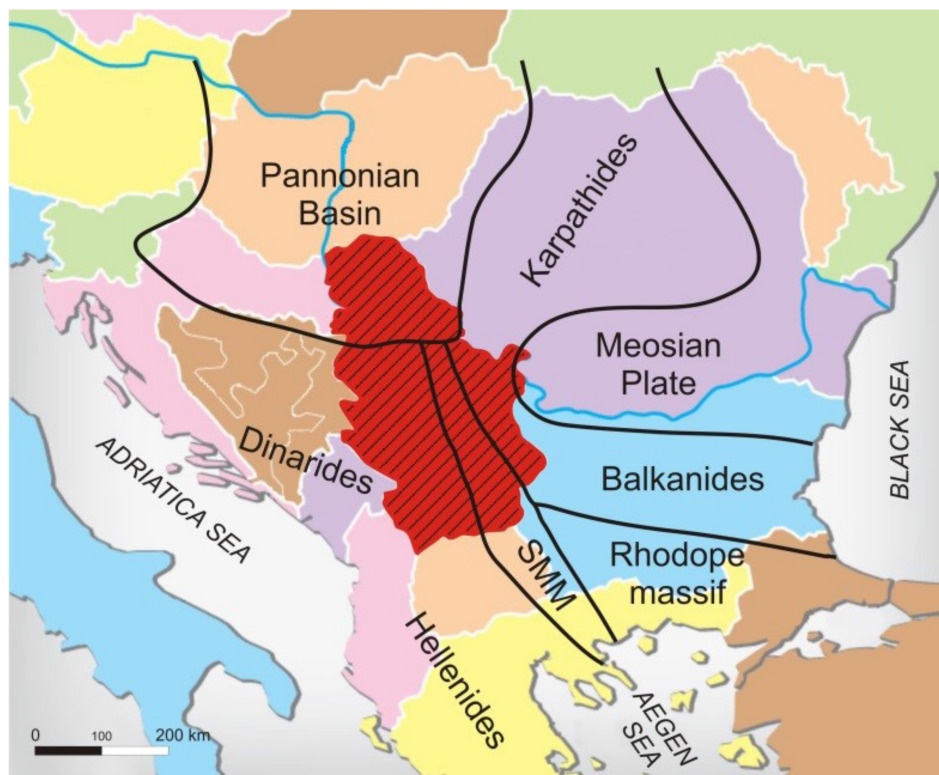 Pannonian
Basin
Karpathides
Meosian
Plate
BLACK SEA
Dinarides
ADRIATICA SEA
Balkanides
SMM
Rhodope
massif
Hellenides
AEGEN
SEA
0 100 200 km